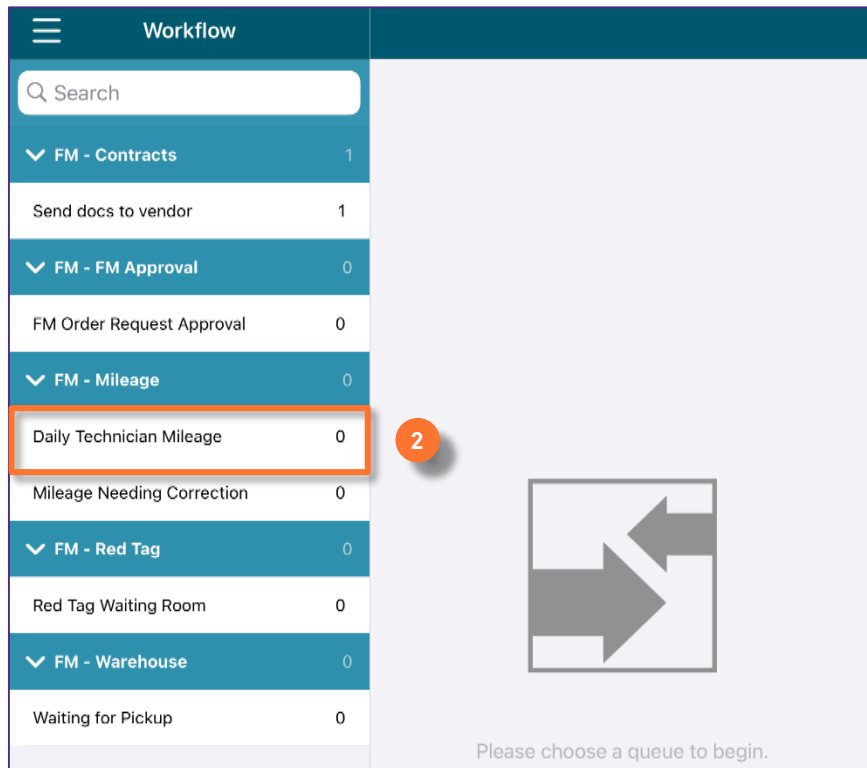 Workflow
Search
FM - Contracts 1
Send docs to vendor 1
FM - FM Approval 0
FM Order Request Approval 0
FM - Mileage 0
Daily Technician Mileage 0 2
Mileage Needing Correction 0
FM - Red Tag 0
Red Tag Waiting Room 0
FM - Warehouse 0
Waiting for Pickup 0
Please choose a queue to begin.